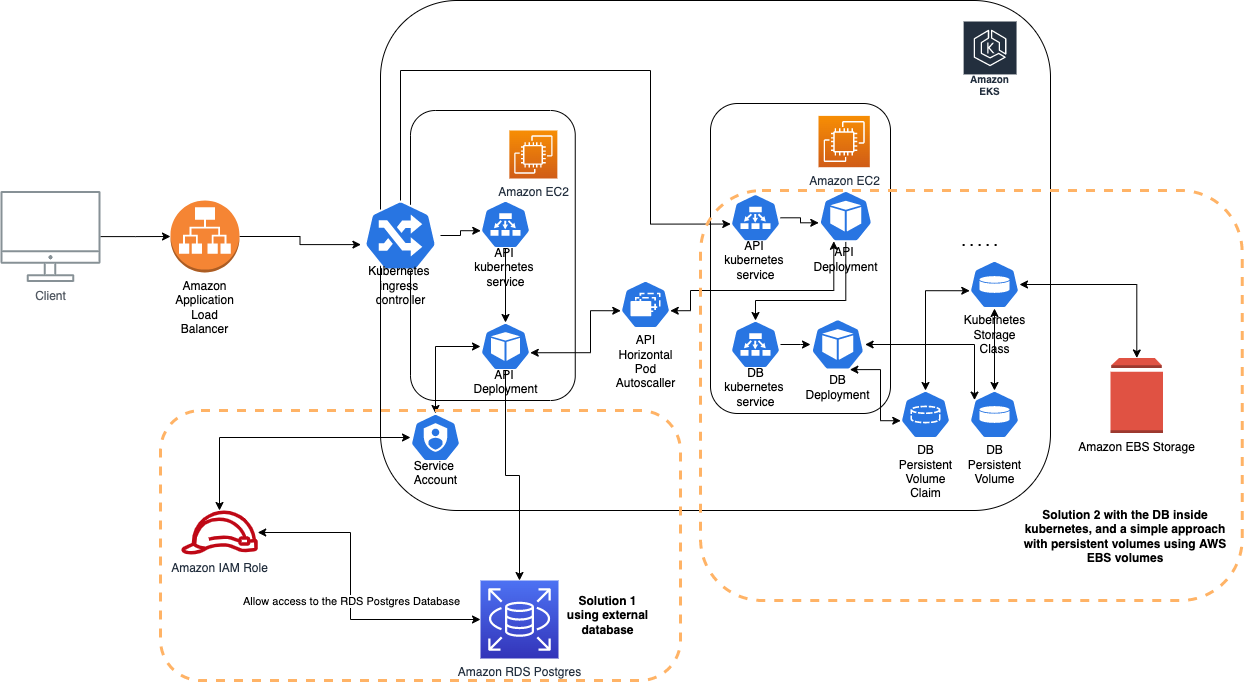 Amazon
EKS
Amazon EC2
Amazon EC2
Client
Amazon
Application
Load
Balancer
Kubernetes
ingress
controller
API
kubernetes
service
API
Deployment
API
Horizontal
Pod
Autoscaller
API
kubernetes
service
API
Deployment
DB
kubernetes
service
DB
Deployment
.....
Kubernetes
Storage
Class
DB
Persistent
Volume
Claim
DB
Persistent
Volume
Amazon EBS Storage
Service
Account
Amazon IAM Role
Allow access to the RDS Postgres Database
Solution 1
using external
database
Amazon RDS Postgres
Solution 2 with the DB inside
kubernetes, and a simple approach
with persistent volumes using AWS
EBS volumes